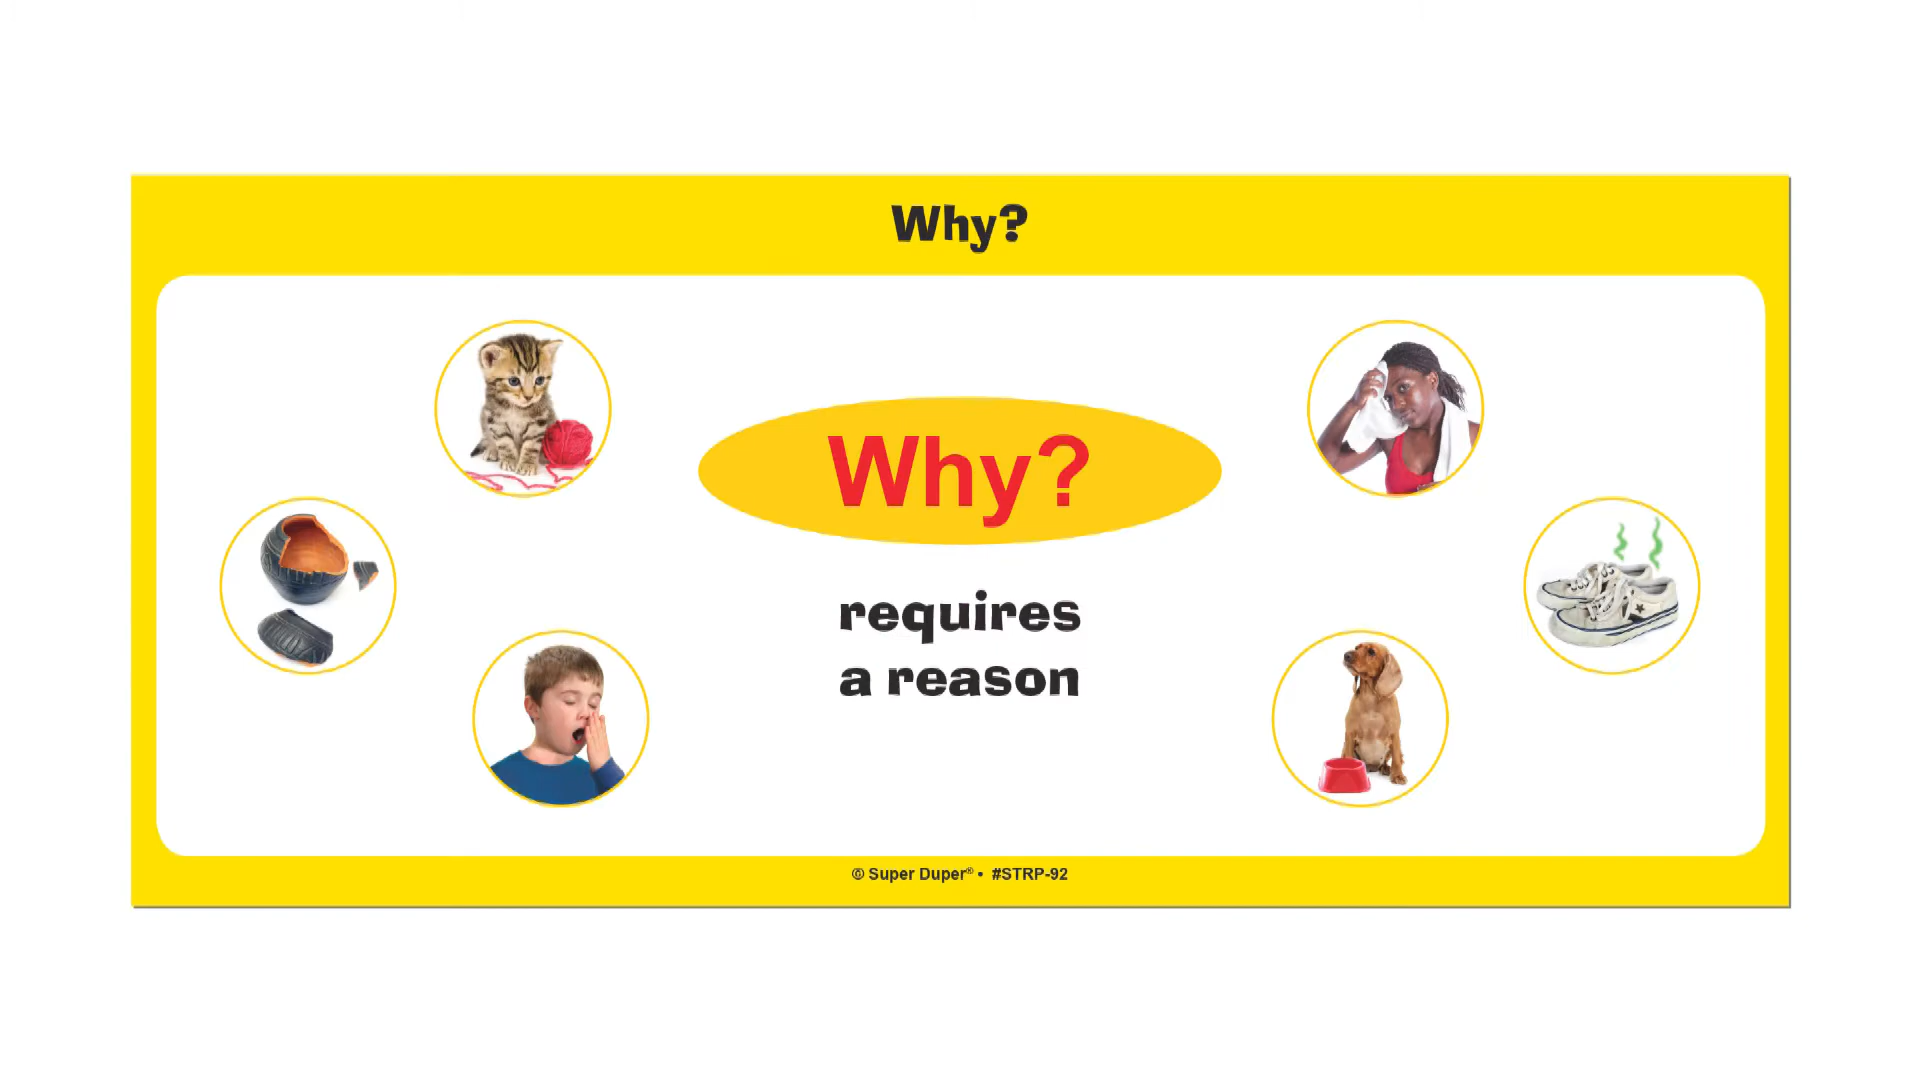 Why?
Why?
requires
a reason
© Super Duper® • #STRP-92